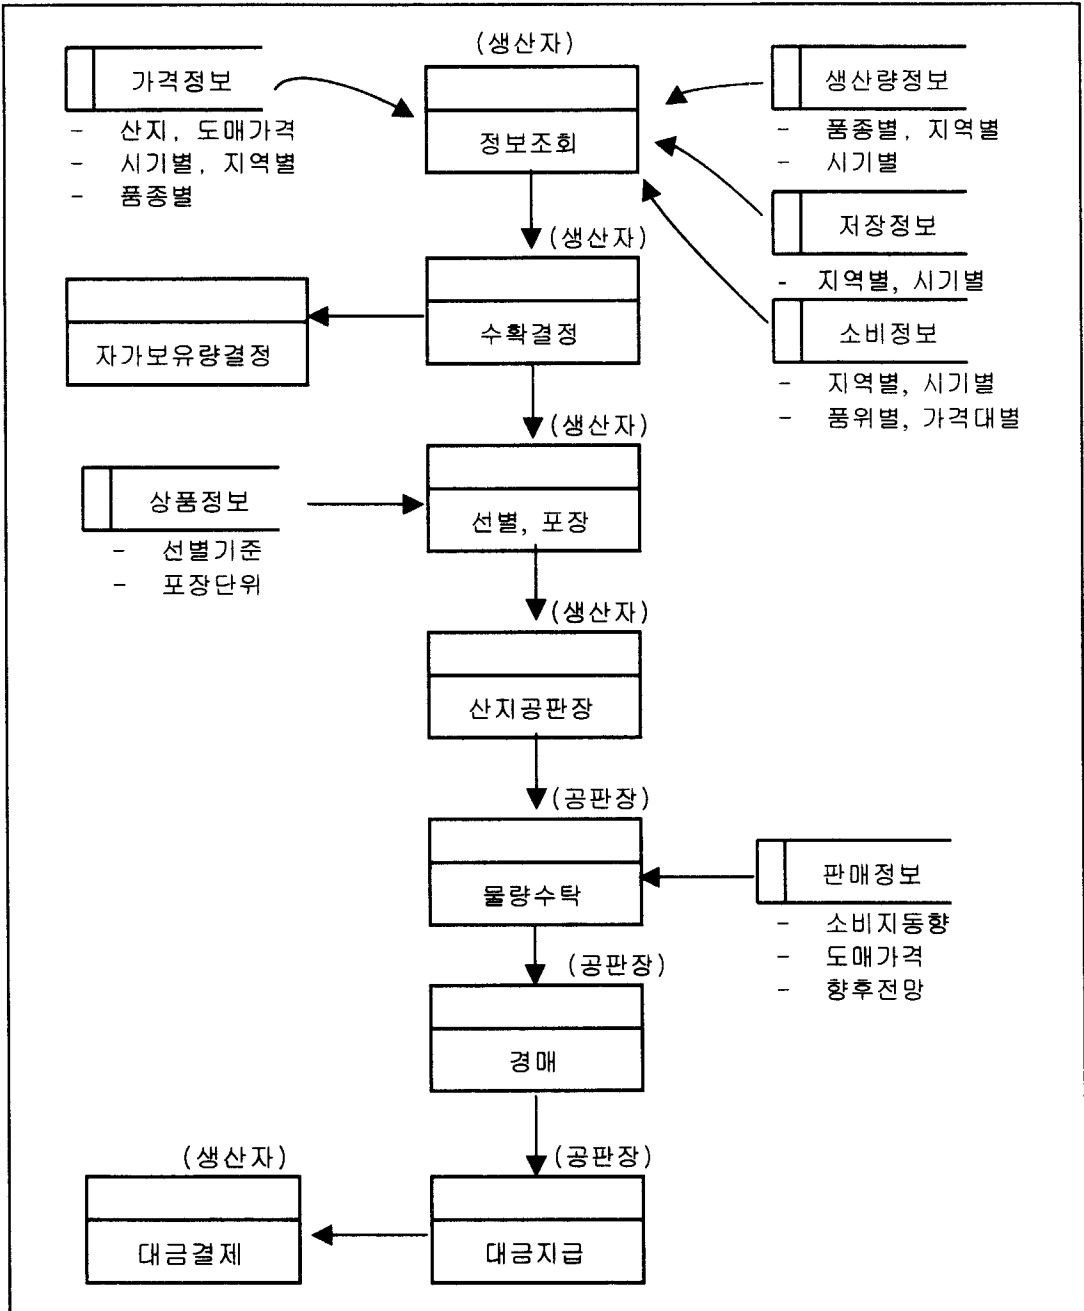 (생산자)
가격정보
- 산지, 도매가격
- 시기별, 지역별
- 품종별
정보조회
생산량정보
- 품종별, 지역별
- 시기별
저장정보
- 지역별, 시기별
소비정보
- 지역별, 시기별
- 품위별, 가격대별
(생산자)
수확결정
자가보유량결정
(생산자)
선별, 포장
상품정보
- 선별기준
- 포장단위
(생산자)
산지공판장
(공판장)
물량수탁
판매정보
- 소비지동향
- 도매가격
- 향후전망
(공판장)
경매
(공판장)
대금지급
(생산자)
대금결제